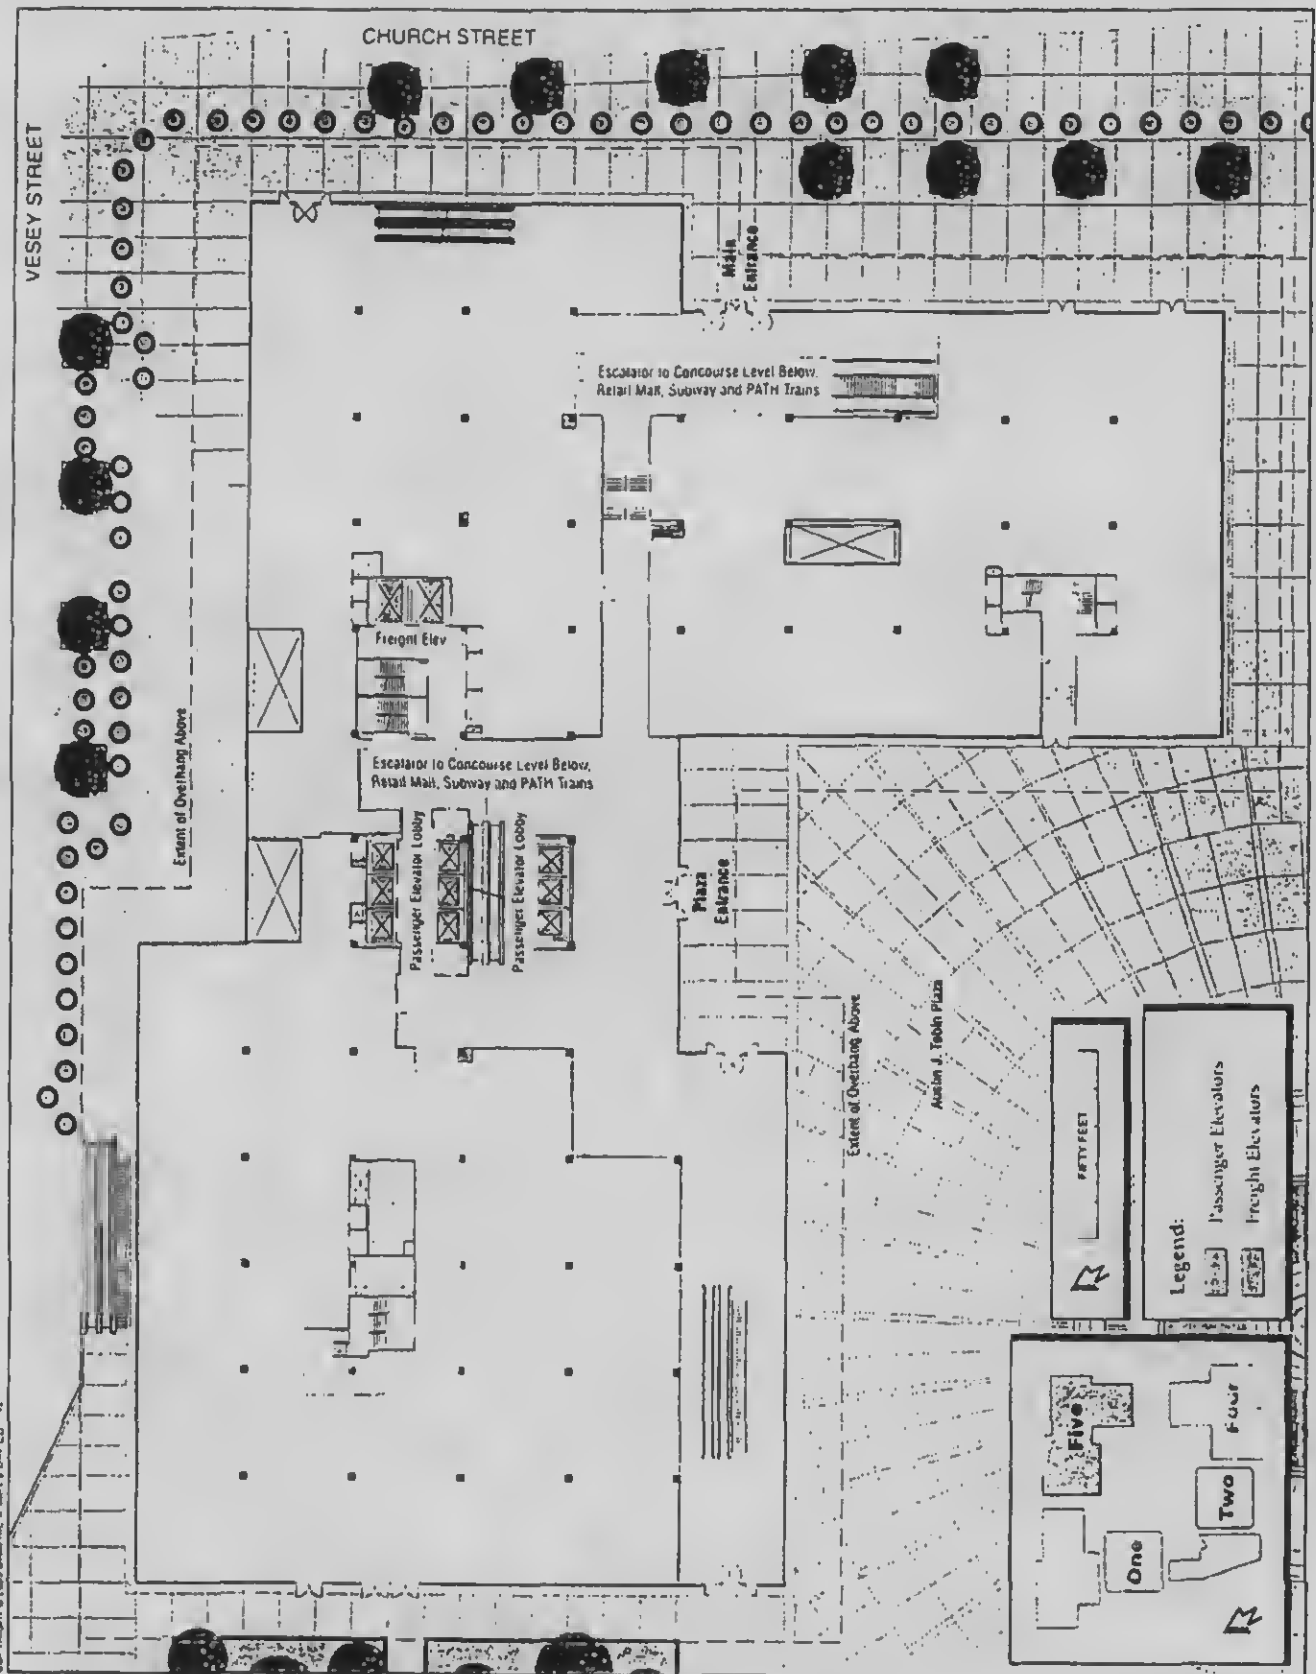 CHURCH STREET
VESEY STREET
Main
Entrance
Escalator to Concourse Level Below,
Retail Mall, Subway and PATH Trains
Freight Elev
Extent of Overhang Above
Escalator to Concourse Level Below,
Retail Mall, Subway and PATH Trains
Passenger Elevator Lobby
Passenger Elevator Lobby
Plaza
Entrance
Extent of Overhang Above
Austin J. Tobin Plaza
FIFTY FEET
Legend:
Passenger Elevators
Freight Elevators
Five
Four
Two
One